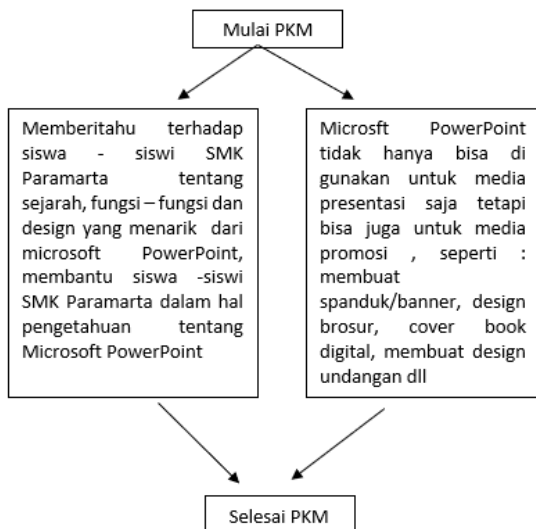 Mulai PKM
Memberitahu terhadap
siswa - siswi SMK
Paramarta tentang
sejarah, fungsi – fungsi dan
design yang menarik dari
microsoft PowerPoint,
membantu siswa -siswi
SMK Paramarta dalam hal
pengetahuan tentang
Microsoft PowerPoint
Microsft PowerPoint
tidak hanya bisa di
gunakan untuk media
presentasi saja tetapi
bisa juga untuk media
promosi , seperti :
membuat
spanduk/banner, design
brosur, cover book
digital, membuat design
undangan dll
Selesai PKM